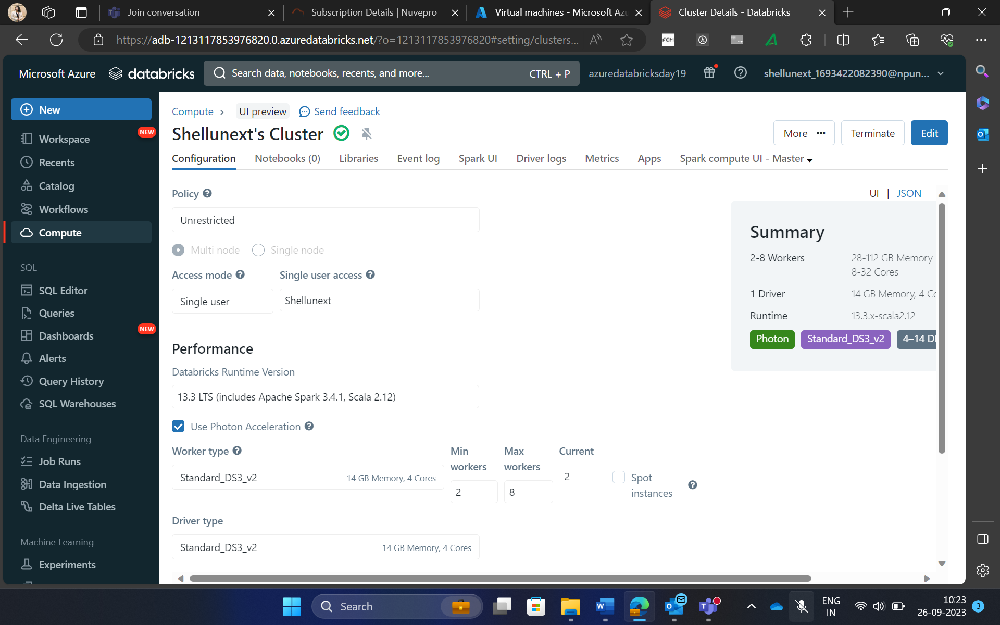 Join conversation
Subscription Details | Nuvepro
Virtual machines - Microsoft Azu
Cluster Details - Databricks
https://adb-1213117853976820.0.azuredatabricks.net/?o=1213117853976820#setting/clusters...
FCM
Microsoft Azure
databricks
Search data, notebooks, recents, and more...
CTRL + P
azuredatabricksday19
shellunext_1693422082390@npun...
New
Workspace
NEW
Recents
Catalog
Workflows
Compute
SQL
SQL Editor
Queries
Dashboards
NEW
Alerts
Query History
SQL Warehouses
Data Engineering
Job Runs
Data Ingestion
Delta Live Tables
Machine Learning
Experiments
Compute
UI preview
Send feedback
Shellunext's Cluster
More
Terminate
Edit
Configuration
Notebooks (0)
Libraries
Event log
Spark UI
Driver logs
Metrics
Apps
Spark compute UI - Master
Policy
Unrestricted
Multi node
Single node
Access mode
Single user access
Single user
Shellunext
Performance
Databricks Runtime Version
13.3 LTS (includes Apache Spark 3.4.1, Scala 2.12)
Use Photon Acceleration
Worker type
Min workers
Max workers
Current
Standard_DS3_v2
14 GB Memory, 4 Cores
2
8
2
Spot instances
Driver type
Standard_DS3_v2
14 GB Memory, 4 Cores
UI | JSON
Summary
2-8 Workers
28-112 GB Memory
8-32 Cores
1 Driver
14 GB Memory, 4 Co
Runtime
13.3.x-scala2.12
Photon
Standard_DS3_v2
4–14 D
Search
ENG
IN
10:23
26-09-2023
3